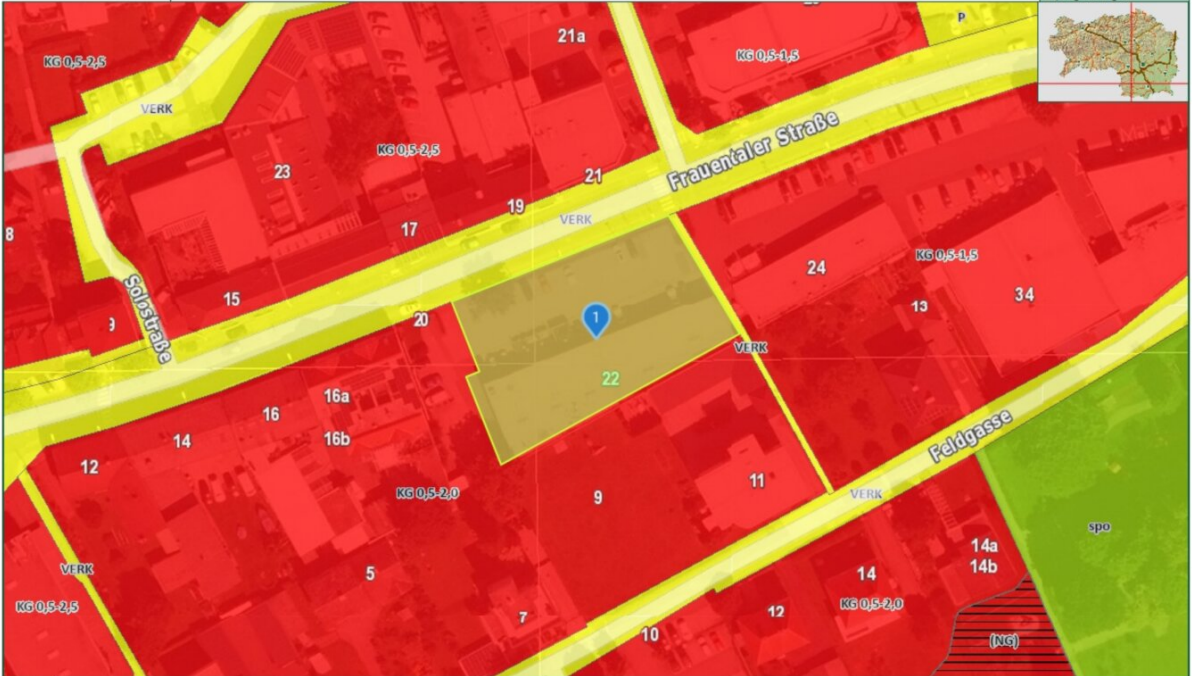 21a
P
KG 0,5-2,5
KG 0,5-1,5
VERK
KG 0,5-2,5
Frauentaler Straße
23
21
19
VERK
17
8
KG 0,5-1,5
24
15
34
Solostraße
20
13
1
9
VERK
22
16a
16
Feldgasse
14
16b
12
11
KG 0,5-2,0
VERK
9
spo
14a
14b
VERK
5
14
KG 0,5-2,5
KG 0,5-2,0
7
12
10
(NG)